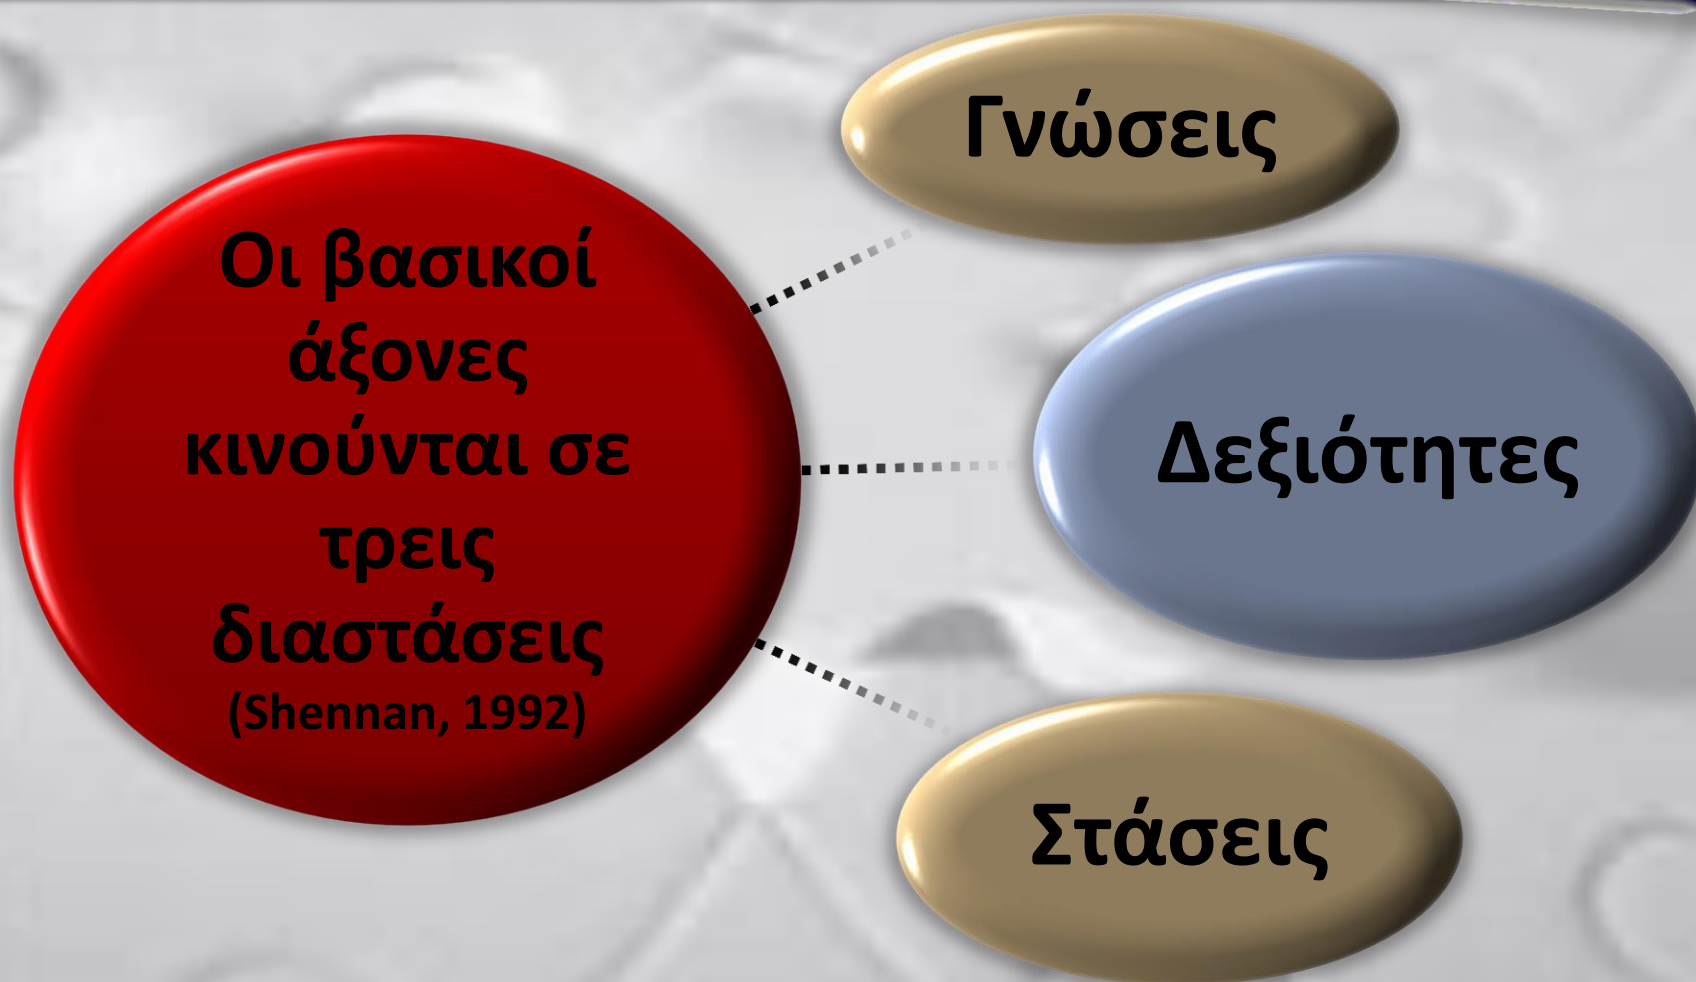 Οι βασικοί
άξονες
κινούνται σε
τρεις
διαστάσεις
(Shennan, 1992)
Γνώσεις
Δεξιότητες
Στάσεις